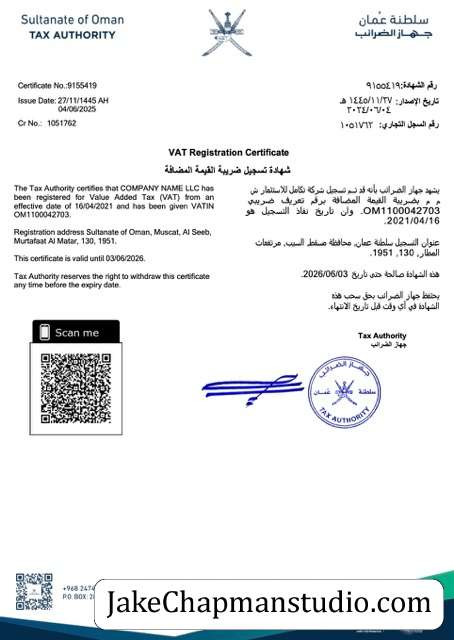 Sultanate of Oman
TAX AUTHORITY
سلطنة عُمان
جهاز الضرائب
Certificate No.:9155419
Issue Date: 27/11/1445 AH
04/06/2025
Cr No.: 1051762
رقم الشهادة: ٩١٥٥٤١٩
تاريخ الإصدار: ١٤٤٥/١١/٢٧ هـ
٢٠٢٤/٠٦/٠٤
رقم السجل التجاري: ١٠٥١٧٦٢
VAT Registration Certificate
شهادة تسجيل ضريبة القيمة المضافة
The Tax Authority certifies that COMPANY NAME LLC has
been registered for Value Added Tax (VAT) from an
effective date of 16/04/2021 and has been given VATIN
OM1100042703.
Registration address Sultanate of Oman, Muscat, Al Seeb,
Murtafaat Al Matar, 130, 1951.
This certificate is valid until 03/06/2026.
Tax Authority reserves the right to withdraw this certificate
any time before the expiry date.
يشهد جهاز الضرائب بأنه قد تم تسجيل شركة تكامل للاستثمار ش
م م بضريبة القيمة المضافة برقم تعريف ضريبي
OM1100042703. وان تاريخ نفاذ التسجيل هو
2021/04/16.
عنوان التسجيل سلطنة عمان, محافظة مسقط, السيب, مرتفعات
المطار, 130, 1951.
هذه الشهادة صالحة حتى تاريخ 2026/06/03.
يحتفظ جهاز الضرائب بحق سحب هذه
الشهادة في أي وقت قبل تاريخ الانتهاء.
Tax Authority
جهاز الضرائب
Scan me
جهاز الضرائب
سلطنة عُمان
TAX AUTHORITY
+968 2474
P.O. BOX: 2
JakeChapmanstudio.com